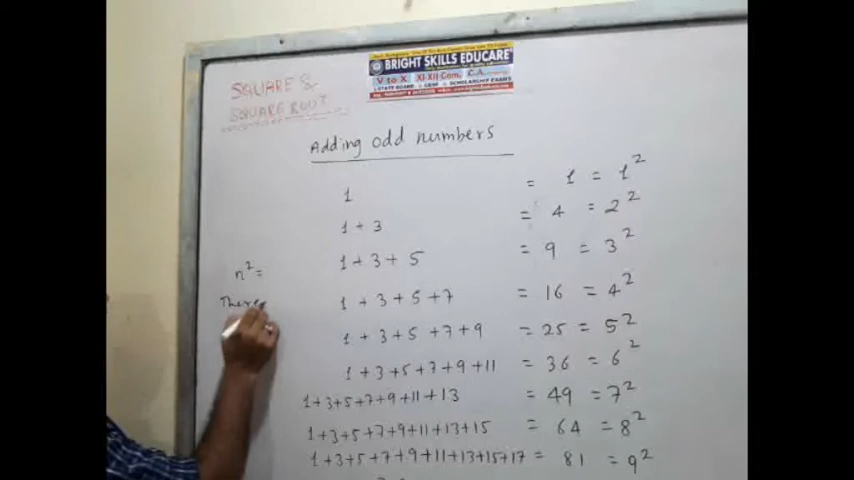 BRIGHT SKILLS EDUCARE
V to X XI-XII Com. C.A.
SQUARE &
SQUARE ROOT
Adding odd numbers
1 = 1 = 1²
1 + 3 = 4 = 2²
1 + 3 + 5 = 9 = 3²
n² =
1 + 3 + 5 + 7 = 16 = 4²
There
1 + 3 + 5 + 7 + 9 = 25 = 5²
1 + 3 + 5 + 7 + 9 + 11 = 36 = 6²
1 + 3 + 5 + 7 + 9 + 11 + 13 = 49 = 7²
1 + 3 + 5 + 7 + 9 + 11 + 13 + 15 = 64 = 8²
1 + 3 + 5 + 7 + 9 + 11 + 13 + 15 + 17 = 81 = 9²